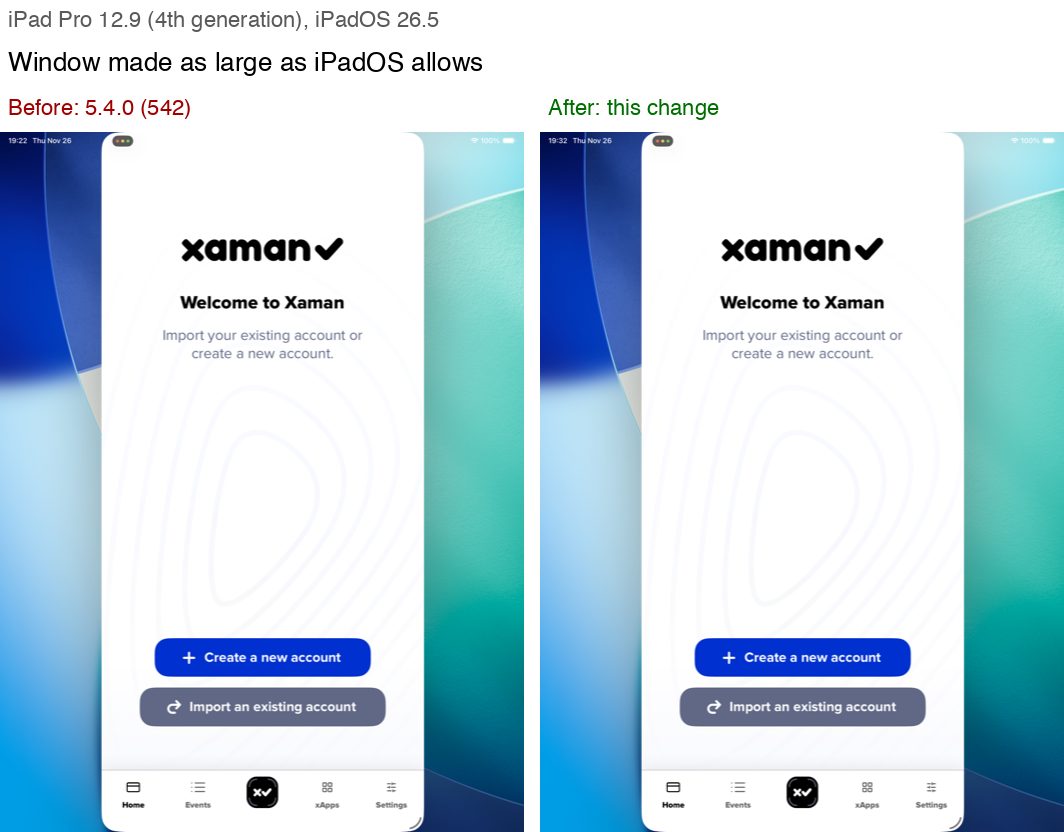 iPad Pro 12.9 (4th generation), iPadOS 26.5
Window made as large as iPadOS allows
Before: 5.4.0 (542)
After: this change
19:22 Thu Nov 26
100%
xaman
Welcome to Xaman
Import your existing account or
create a new account.
+ Create a new account
Import an existing account
Home
Events
xApps
Settings
19:32 Thu Nov 26
100%
xaman
Welcome to Xaman
Import your existing account or
create a new account.
+ Create a new account
Import an existing account
Home
Events
xApps
Settings